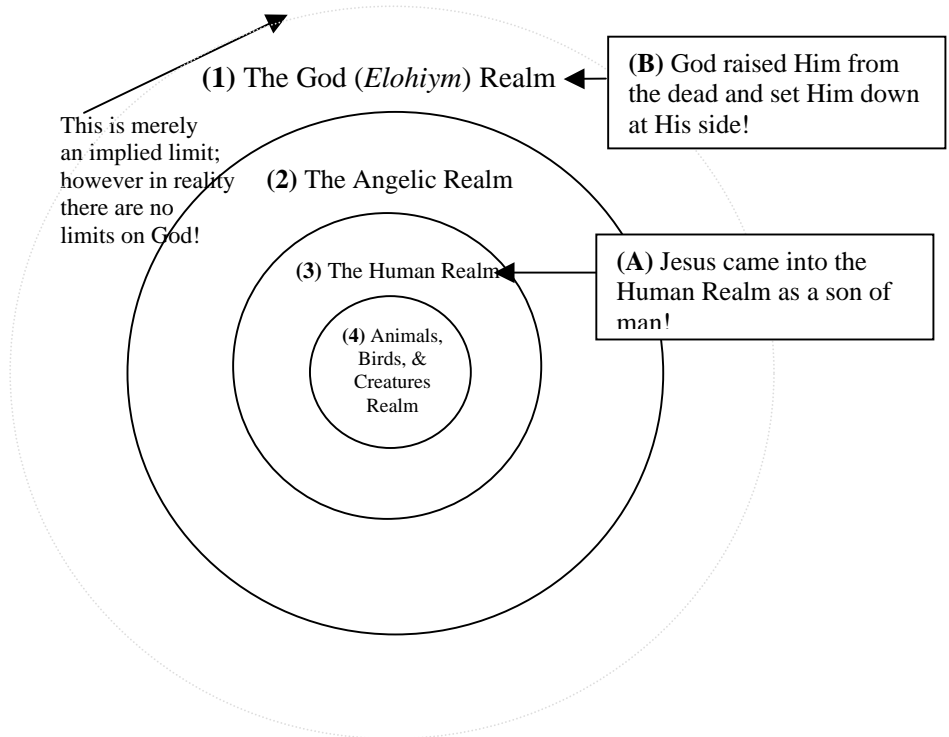 (1) The God (Elohiym) Realm
(B) God raised Him from
the dead and set Him down
at His side!
This is merely
an implied limit;
however in reality
there are no
limits on God!
(2) The Angelic Realm
(A) Jesus came into the
Human Realm as a son of
man!
(3) The Human Realm
(4) Animals,
Birds, &
Creatures
Realm